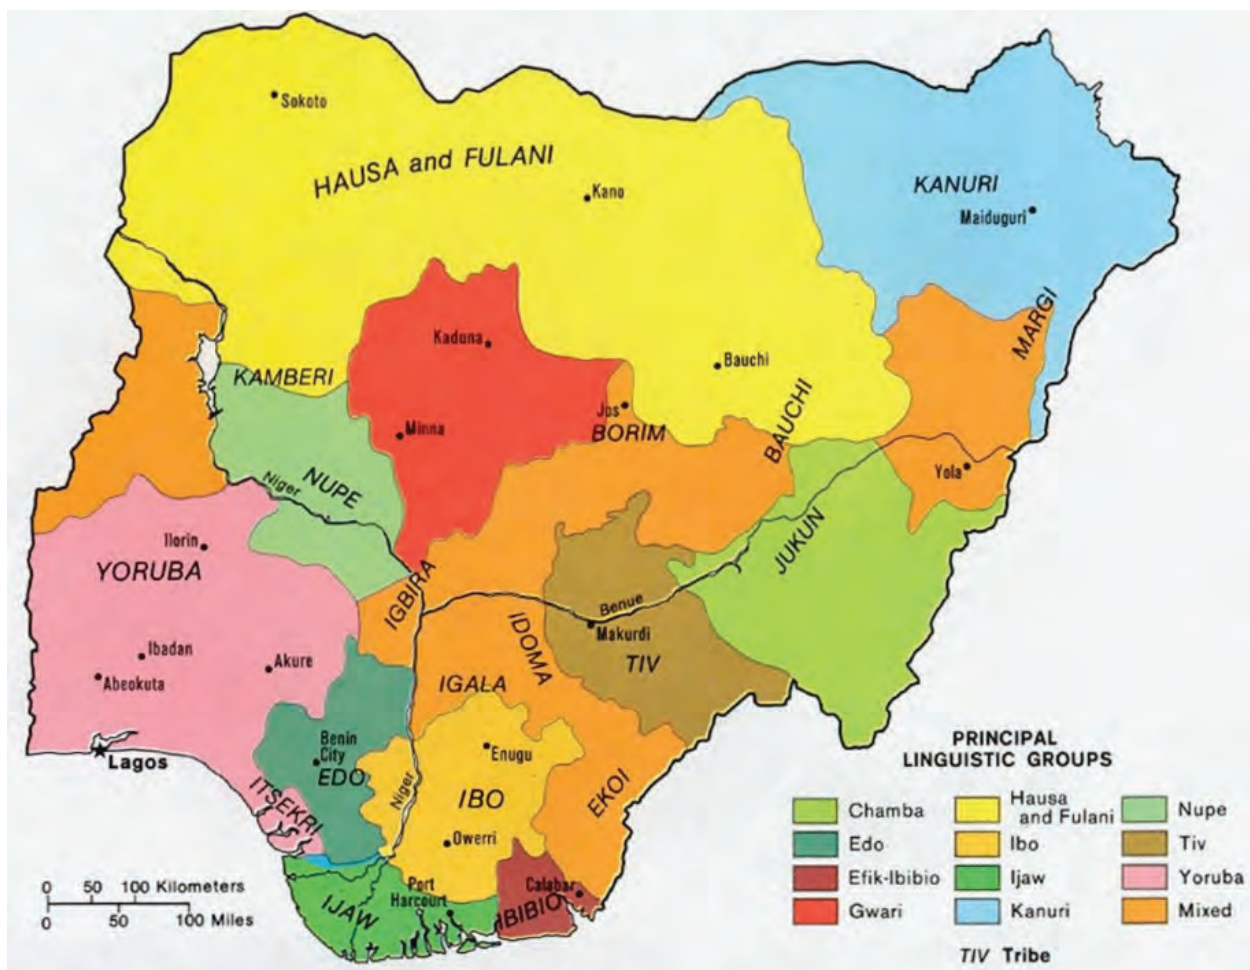 Sokoto
HAUSA and FULANI
Kano
KANURI
Maiduguri
MARGI
Kaduna
Bauchi
KAMBERI
Jos
BORIM
BAUCHI
Minna
Yola
Niger
NUPE
Ilorin
YORUBA
JUKUN
IGBIRA
Benue
Makurdi
IDOMA
TIV
Ibadan
Akure
Abeokuta
IGALA
Lagos
Benin
City
EDO
Enugu
Niger
IBO
EKOI
ITSEKRI
Owerri
Calabar
Port
Harcourt
IJAW
IBIBIO
PRINCIPAL
LINGUISTIC GROUPS
Chamba
Edo
Efik-Ibibio
Gwari
Hausa
and Fulani
Ibo
Ijaw
Kanuri
Nupe
Tiv
Yoruba
Mixed
TIV Tribe
0 50 100 Kilometers
0 50 100 Miles